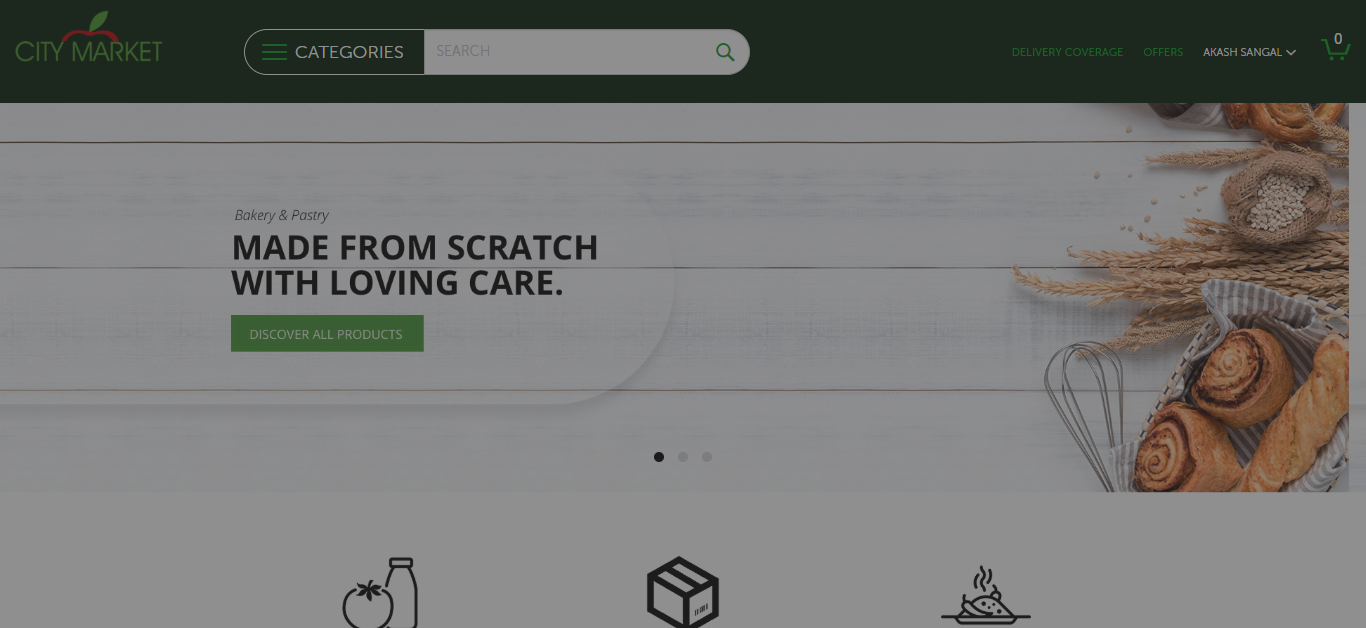 CITY MARKET
CATEGORIES
SEARCH
DELIVERY COVERAGE
OFFERS
AKASH SANGAL
0
Bakery & Pastry
MADE FROM SCRATCH
WITH LOVING CARE.
DISCOVER ALL PRODUCTS